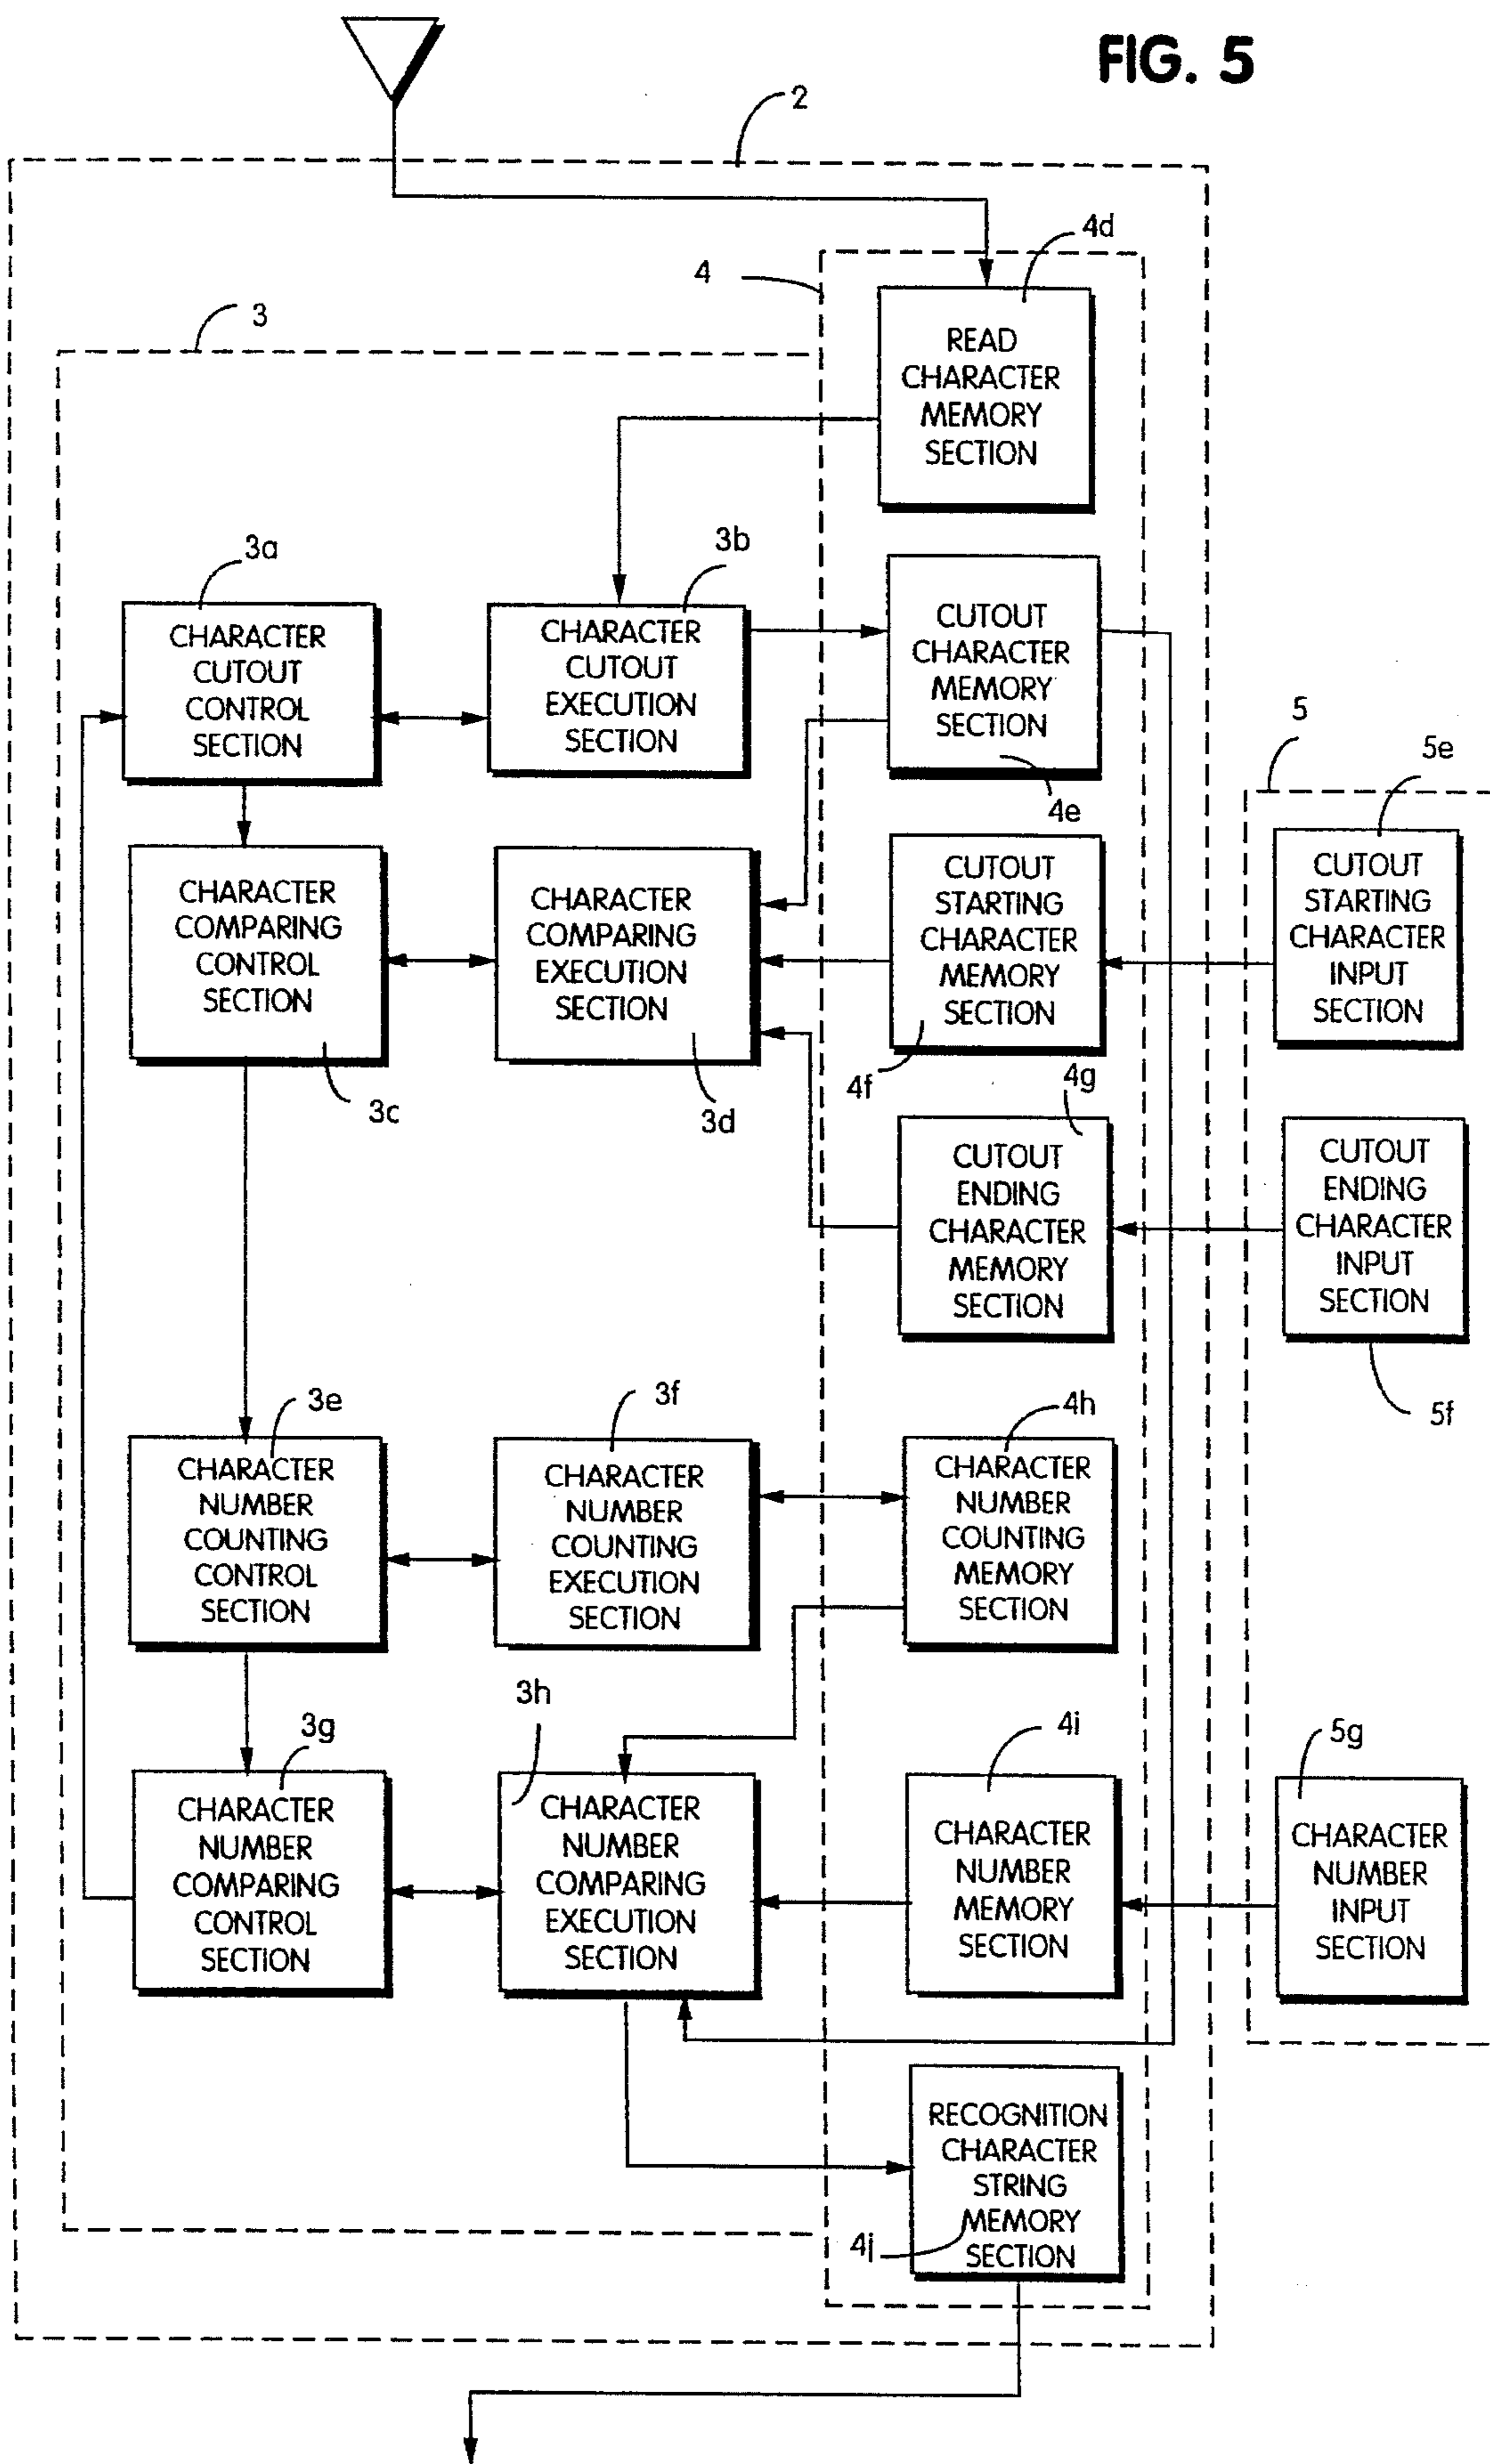 FIG. 5
2
4d
4
3
READ
CHARACTER
MEMORY
SECTION
3a
3b
CHARACTER
CUTOUT
CONTROL
SECTION
CHARACTER
CUTOUT
EXECUTION
SECTION
CUTOUT
CHARACTER
MEMORY
SECTION
4e
5
5e
CHARACTER
COMPARING
CONTROL
SECTION
3c
CHARACTER
COMPARING
EXECUTION
SECTION
3d
CUTOUT
STARTING
CHARACTER
MEMORY
SECTION
4f
CUTOUT
STARTING
CHARACTER
INPUT
SECTION
4g
CUTOUT
ENDING
CHARACTER
MEMORY
SECTION
CUTOUT
ENDING
CHARACTER
INPUT
SECTION
5f
3e
3f
4h
CHARACTER
NUMBER
COUNTING
CONTROL
SECTION
CHARACTER
NUMBER
COUNTING
EXECUTION
SECTION
CHARACTER
NUMBER
COUNTING
MEMORY
SECTION
3g
3h
4i
5g
CHARACTER
NUMBER
COMPARING
CONTROL
SECTION
CHARACTER
NUMBER
COMPARING
EXECUTION
SECTION
CHARACTER
NUMBER
MEMORY
SECTION
CHARACTER
NUMBER
INPUT
SECTION
RECOGNITION
CHARACTER
STRING
MEMORY
SECTION
4j